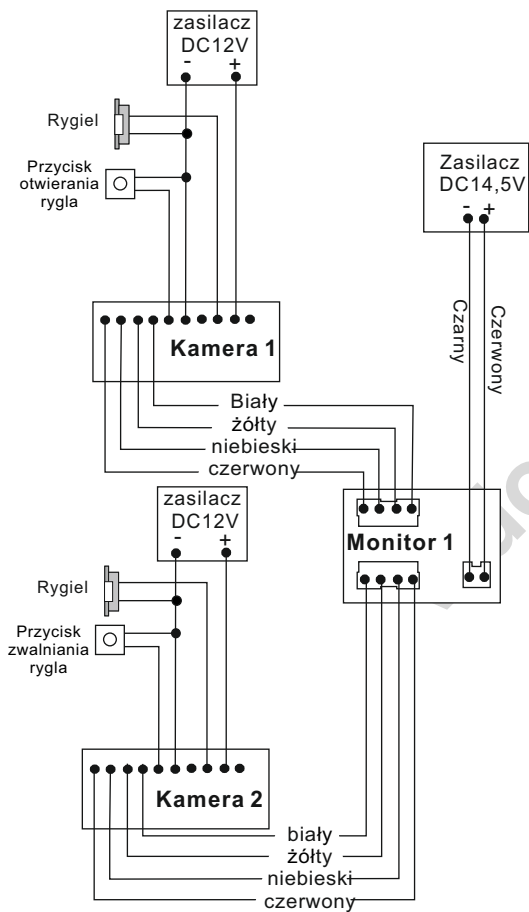 zasilacz
DC12V
- +
Rygiel
Przycisk
otwierania
rygla
Zasilacz
DC14,5V
- +
Czarny
Czerwony
Kamera 1
Biały
żółty
niebieski
czerwony
zasilacz
DC12V
- +
Monitor 1
Rygiel
Przycisk
zwalniania
rygla
Kamera 2
biały
żółty
niebieski
czerwony